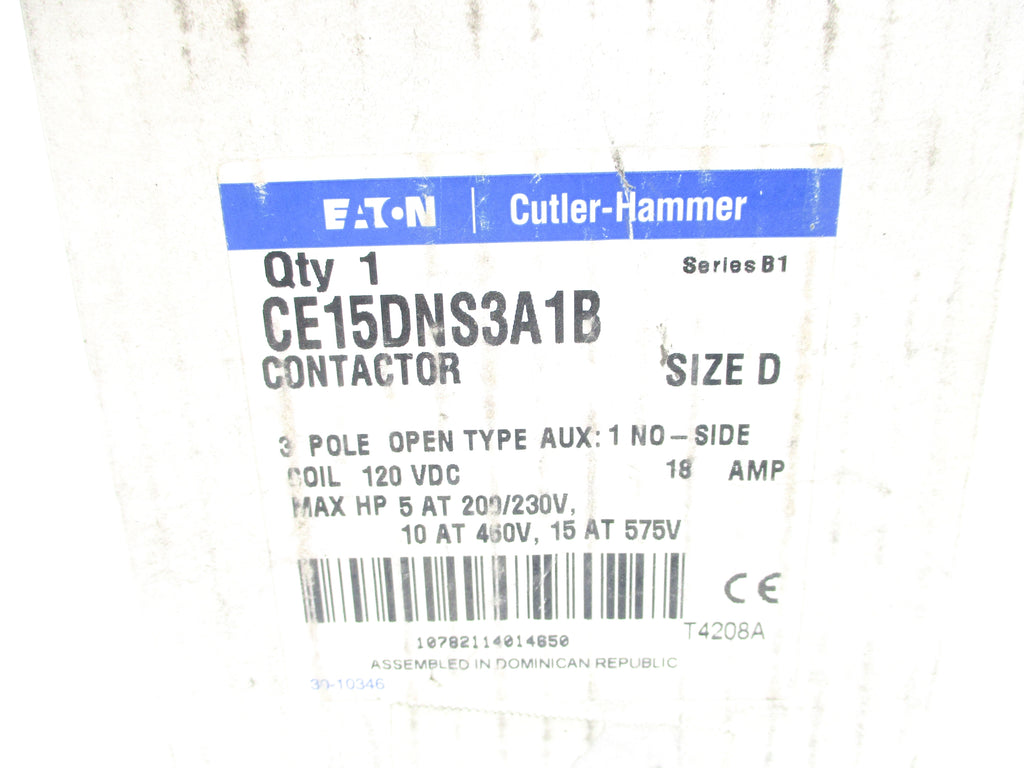 EATON | Cutler-Hammer
Qty 1 Series B1
CE15DNS3A1B
CONTACTOR SIZE D
3 POLE OPEN TYPE AUX: 1 NO-SIDE
COIL 120 VDC 18 AMP
MAX HP 5 AT 200/230V,
10 AT 460V, 15 AT 575V
CE
10782114014650
T4208A
ASSEMBLED IN DOMINICAN REPUBLIC
30-10346